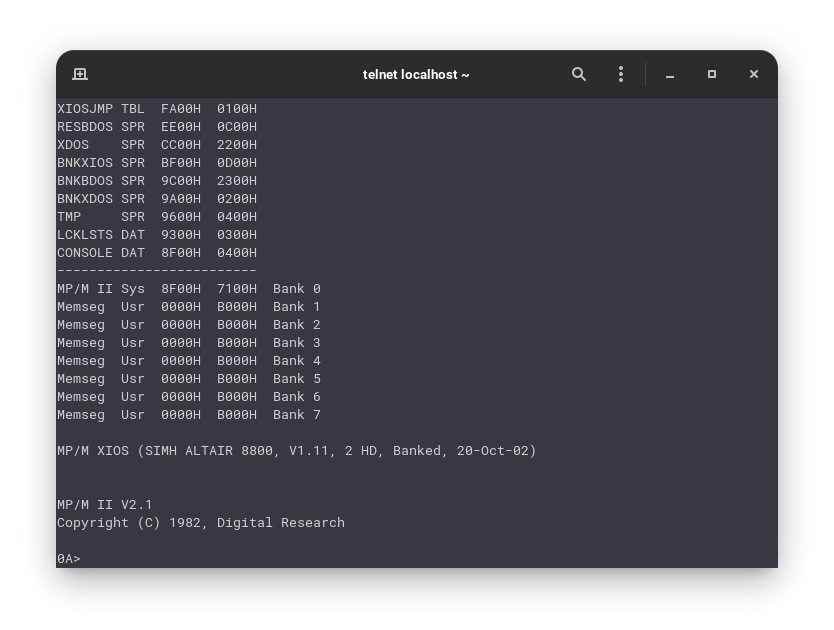 telnet localhost ~
XIOSJMP TBL  FA00H  0100H
RESBDOS SPR  EE00H  0C00H
XDOS    SPR  CC00H  2200H
BNKXIOS SPR  BF00H  0D00H
BNKBDOS SPR  9C00H  2300H
BNKXDOS SPR  9A00H  0200H
TMP     SPR  9600H  0400H
LCKLSTS DAT  9300H  0300H
CONSOLE DAT  8F00H  0400H
-------------------------
MP/M II Sys  8F00H  7100H  Bank 0
Memseg  Usr  0000H  B000H  Bank 1
Memseg  Usr  0000H  B000H  Bank 2
Memseg  Usr  0000H  B000H  Bank 3
Memseg  Usr  0000H  B000H  Bank 4
Memseg  Usr  0000H  B000H  Bank 5
Memseg  Usr  0000H  B000H  Bank 6
Memseg  Usr  0000H  B000H  Bank 7
MP/M XIOS (SIMH ALTAIR 8800, V1.11, 2 HD, Banked, 20-Oct-02)
MP/M II V2.1
Copyright (C) 1982, Digital Research
0A>